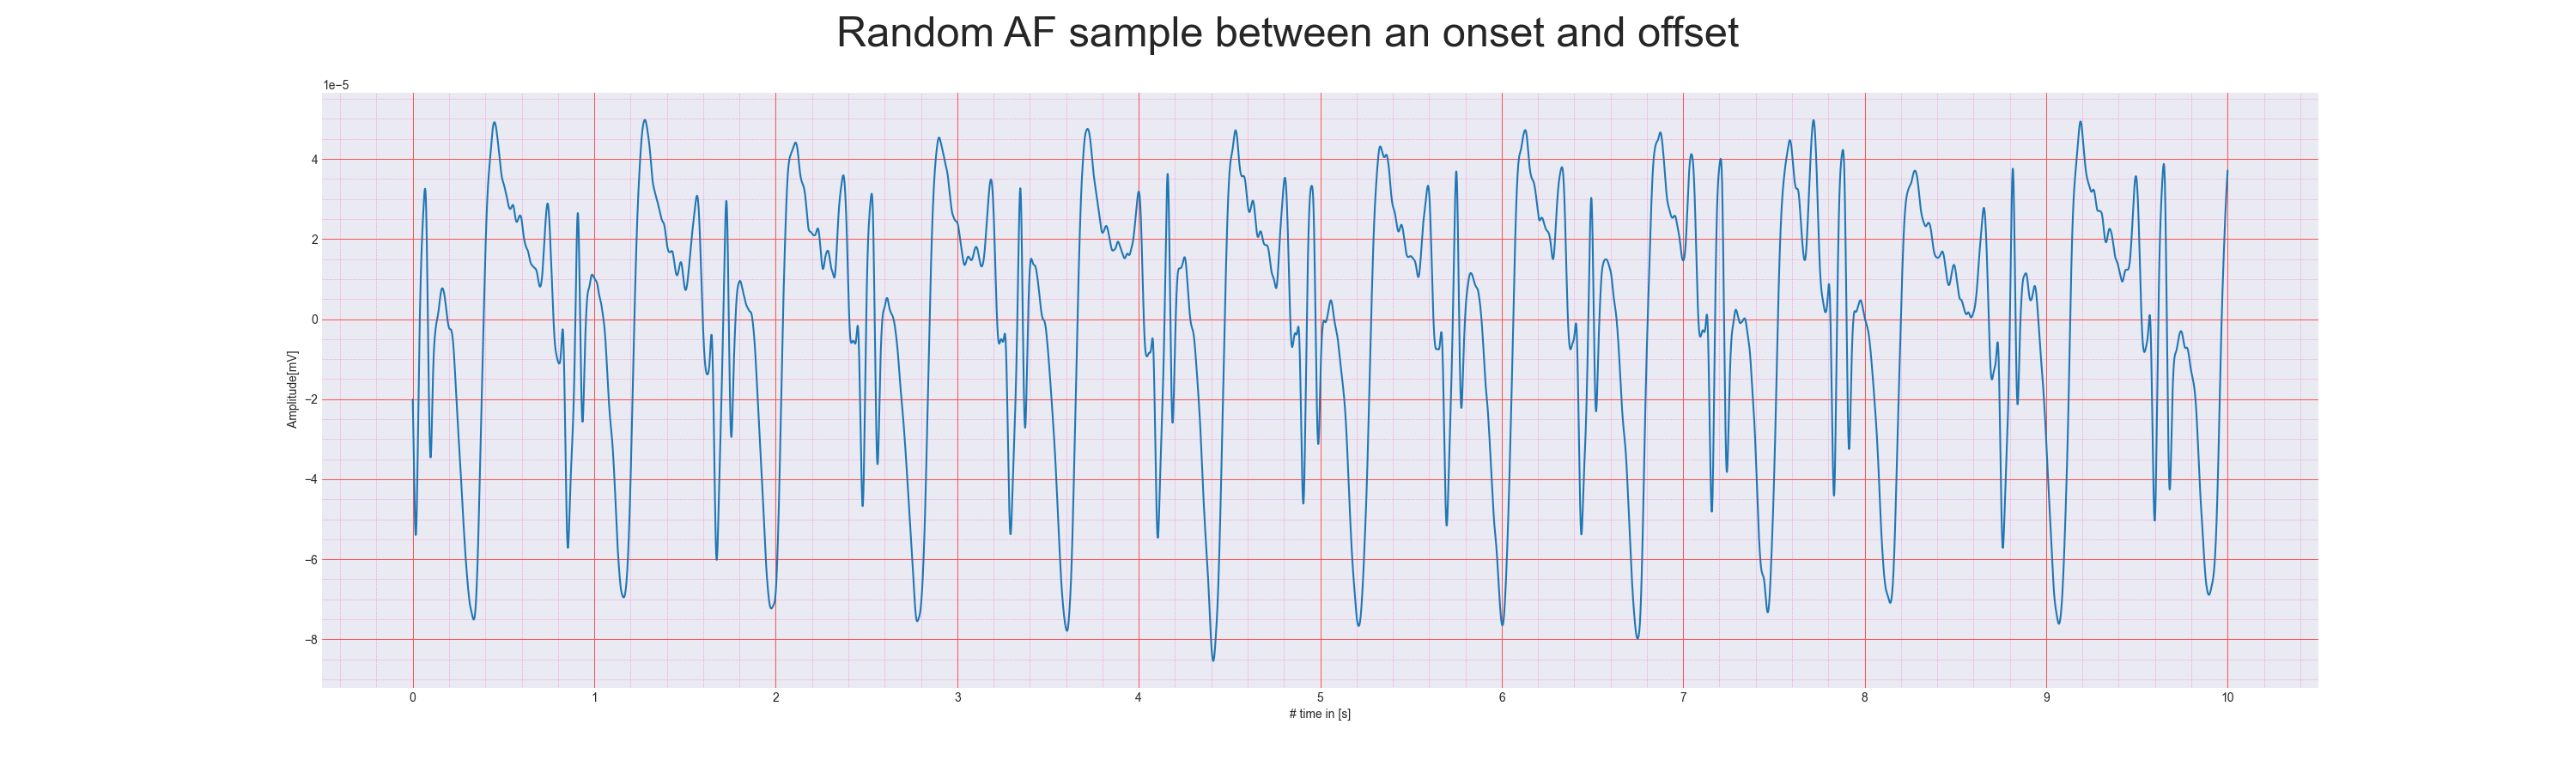 Random AF sample between an onset and offset
1e−5
4
2
0
−2
−4
−6
−8
Amplitude[mV]
0 1 2 3 4 5 6 7 8 9 10
# time in [s]